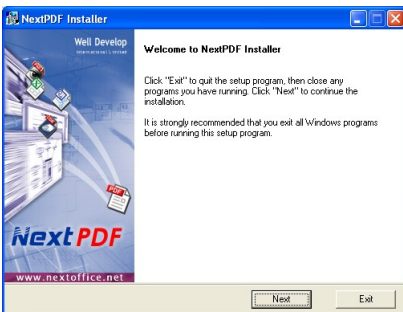 NextPDF Installer
Well Develop
International Limited
Welcome to NextPDF Installer
Click "Exit" to quit the setup program, then close any
programs you have running. Click "Next" to continue the
installation.
It is strongly recommended that you exit all Windows programs
before running this setup program.
PDF
Next PDF
www.nextoffice.net
Next
Exit